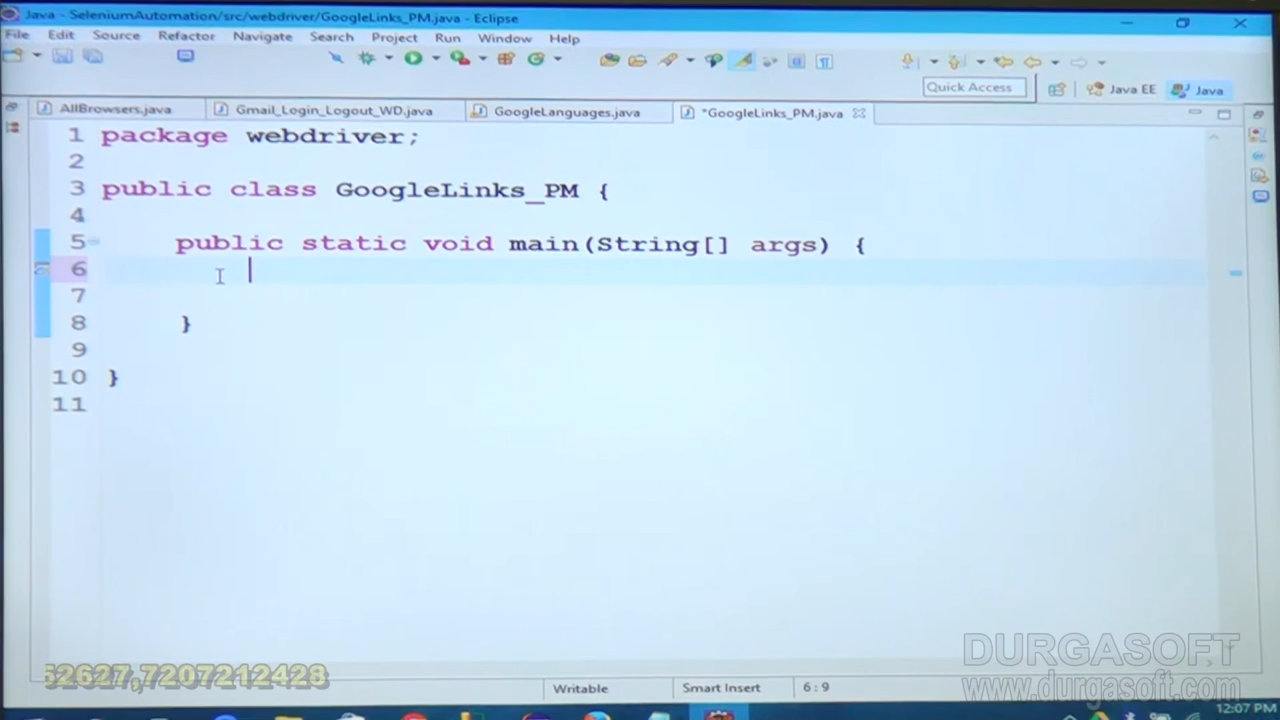 Java - SeleniumAutomation/src/webdriver/GoogleLinks_PM.java - Eclipse
File Edit Source Refactor Navigate Search Project Run Window Help
Quick Access
Java EE
Java
AllBrowsers.java
Gmail_Login_Logout_WD.java
GoogleLanguages.java
*GoogleLinks_PM.java
1 package webdriver;
2
3 public class GoogleLinks_PM {
4
5 public static void main(String[] args) {
6
7
8 }
9
10 }
11
DURGASOFT
www.durgasoft.com
52627,7207212428
Writable
Smart Insert
6:9
12:07 PM